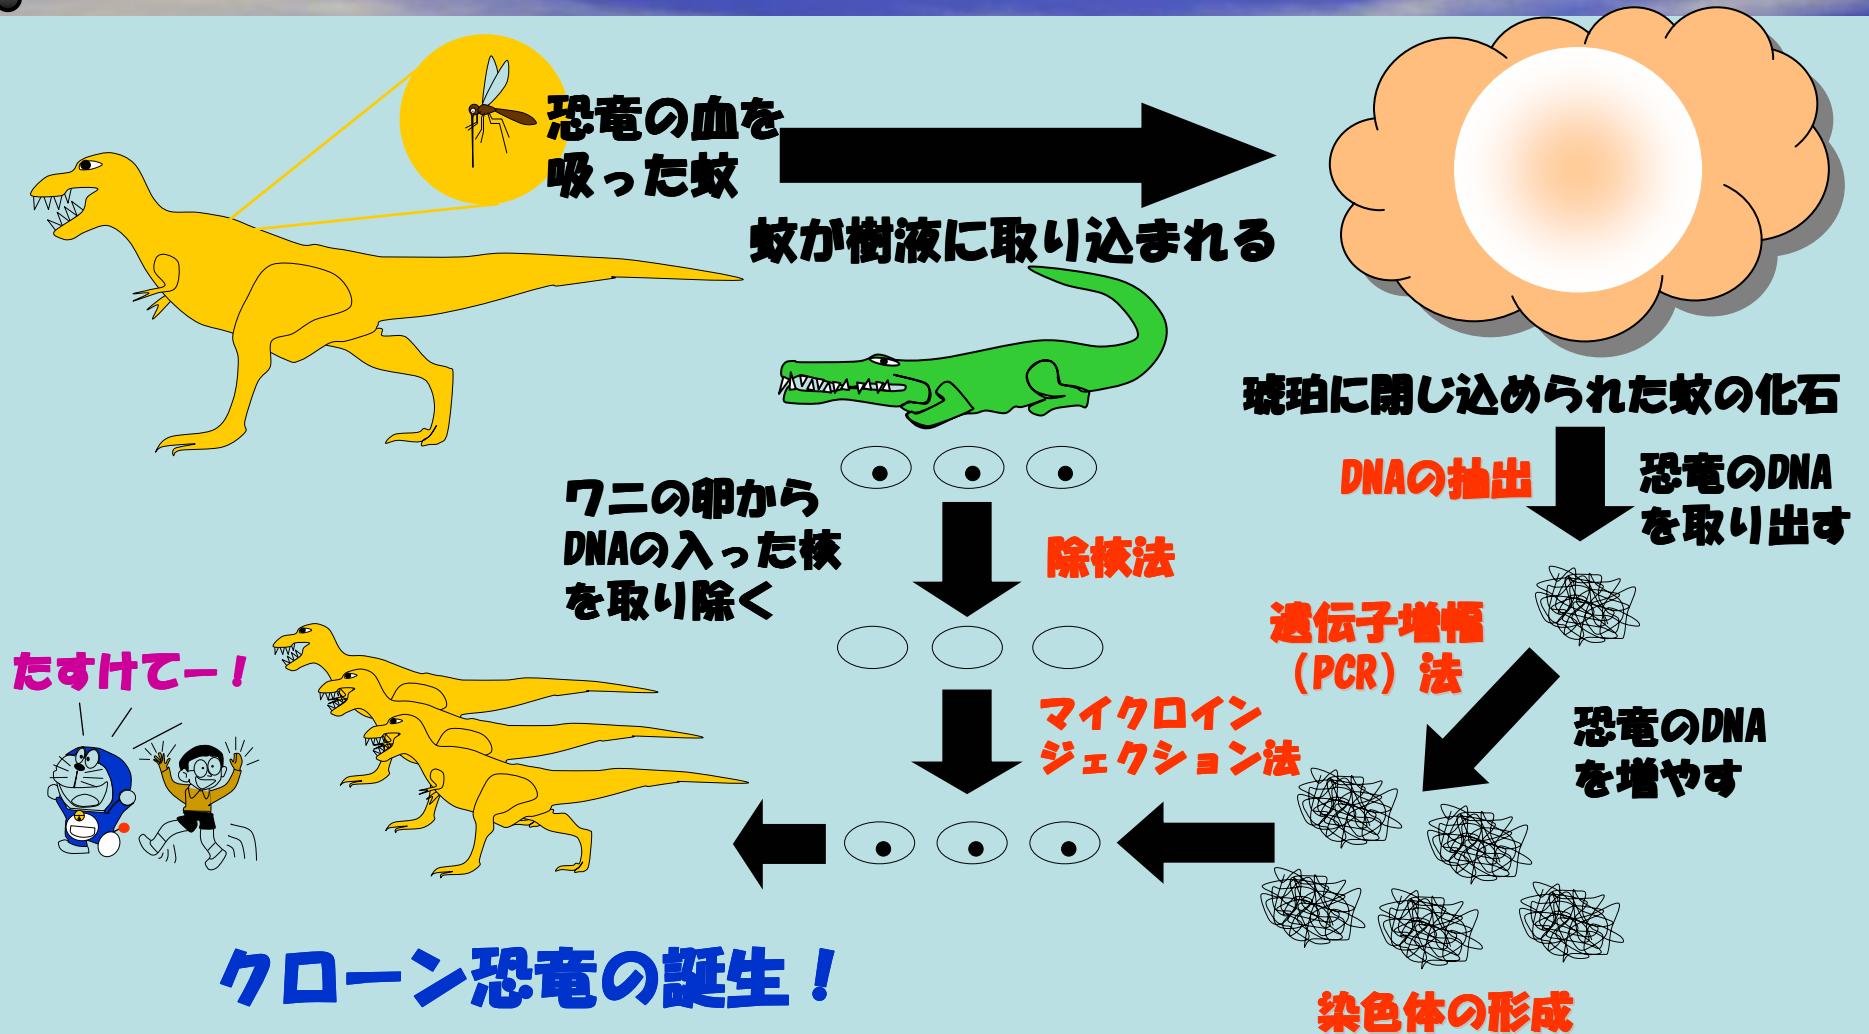 恐竜の血を
吸った蚊
蚊が樹液に取り込まれる
琥珀に閉じ込められた蚊の化石
DNAの抽出
恐竜のDNA
を取り出す
ワニの卵から
DNAの入った核
を取り除く
除核法
遺伝子増幅
（PCR）法
恐竜のDNA
を増やす
マイクロイン
ジェクション法
たすけてー！
クローン恐竜の誕生！
染色体の形成